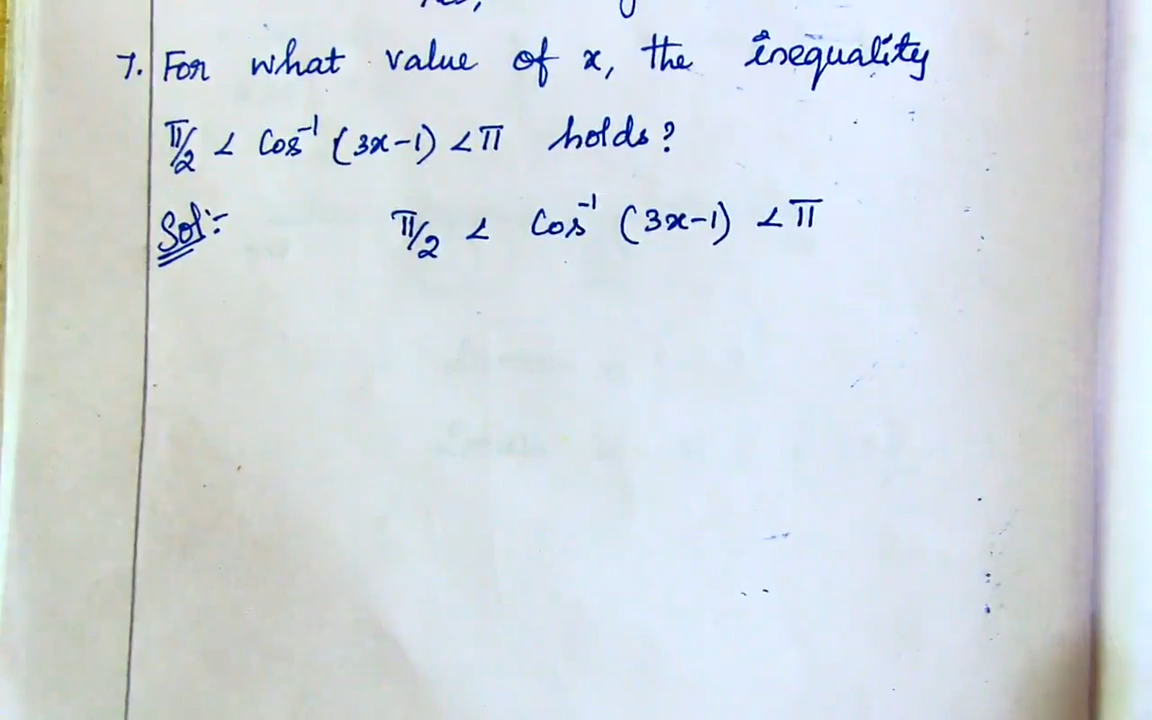 7. For what value of x, the inequality
π/2 < Cos⁻¹ (3x-1) < π holds?
Sol:- π/2 < Cos⁻¹ (3x-1) < π